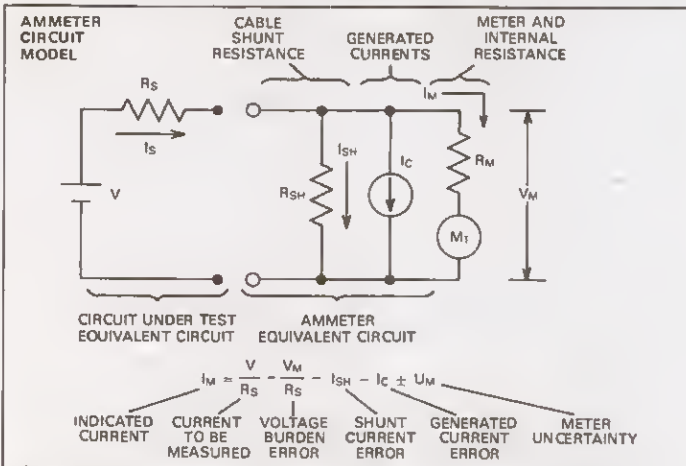 AMMETER
CIRCUIT
MODEL
CABLE
SHUNT
RESISTANCE
GENERATED
CURRENTS
METER AND
INTERNAL
RESISTANCE
RS
IS
V
ISH
RSH
IC
IM
RM
MT
VM
CIRCUIT UNDER TEST
EQUIVALENT CIRCUIT
AMMETER
EQUIVALENT CIRCUIT
IM = V/RS - VM/RS - ISH - IC ± UM
INDICATED
CURRENT
CURRENT
TO BE
MEASURED
VOLTAGE
BURDEN
ERROR
SHUNT
CURRENT
ERROR
GENERATED
CURRENT
ERROR
METER
UNCERTAINTY